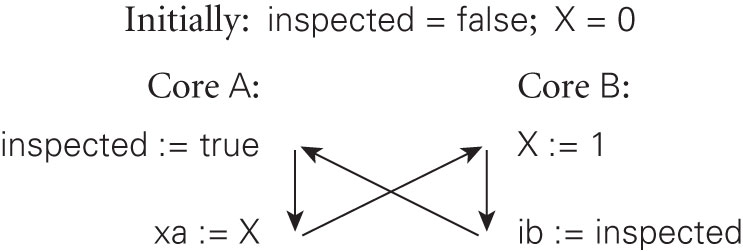 Initially: inspected = false; X = 0
Core A: Core B:
inspected := true X := 1
xa := X ib := inspected